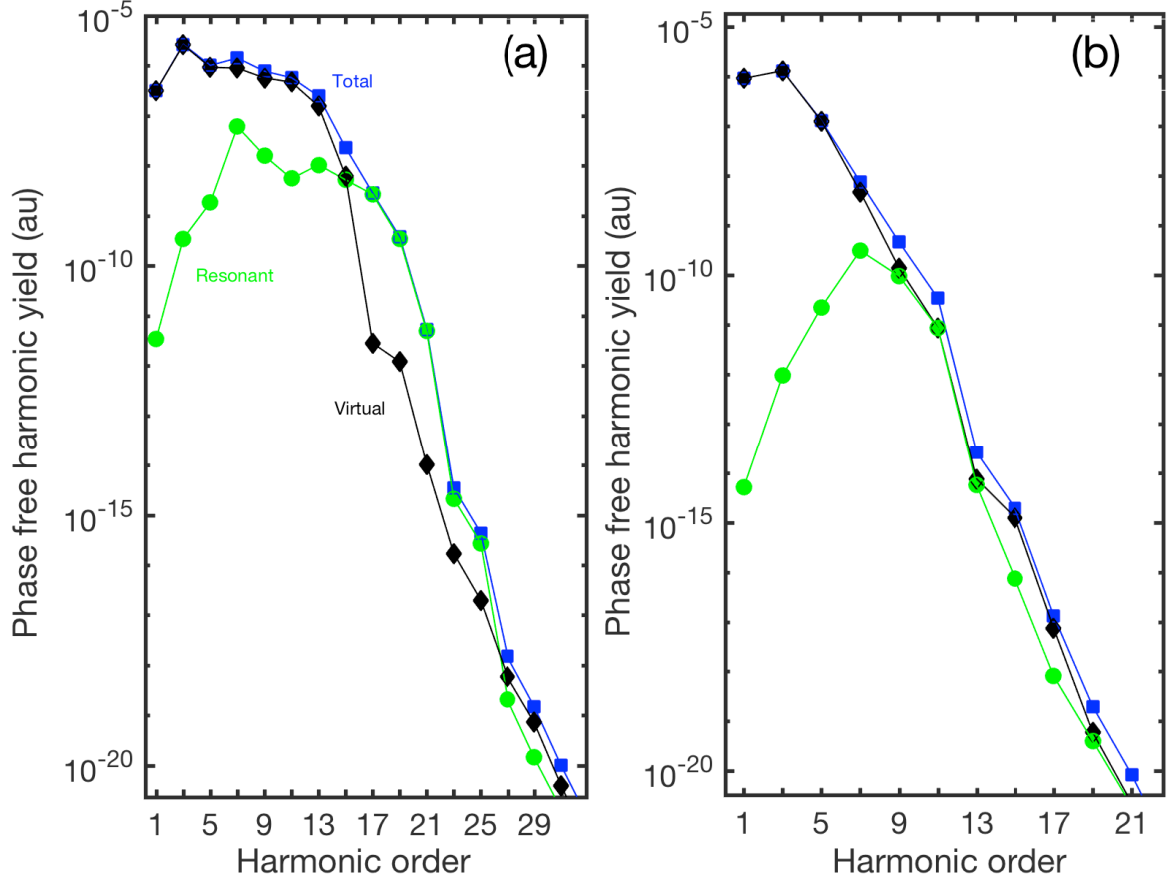 (a)
(b)
10-5
10-10
10-15
10-20
Total
Resonant
Virtual
1 5 9 13 17 21 25 29
Harmonic order
Phase free harmonic yield (au)
10-5
10-10
10-15
10-20
1 5 9 13 17 21
Harmonic order
Phase free harmonic yield (au)